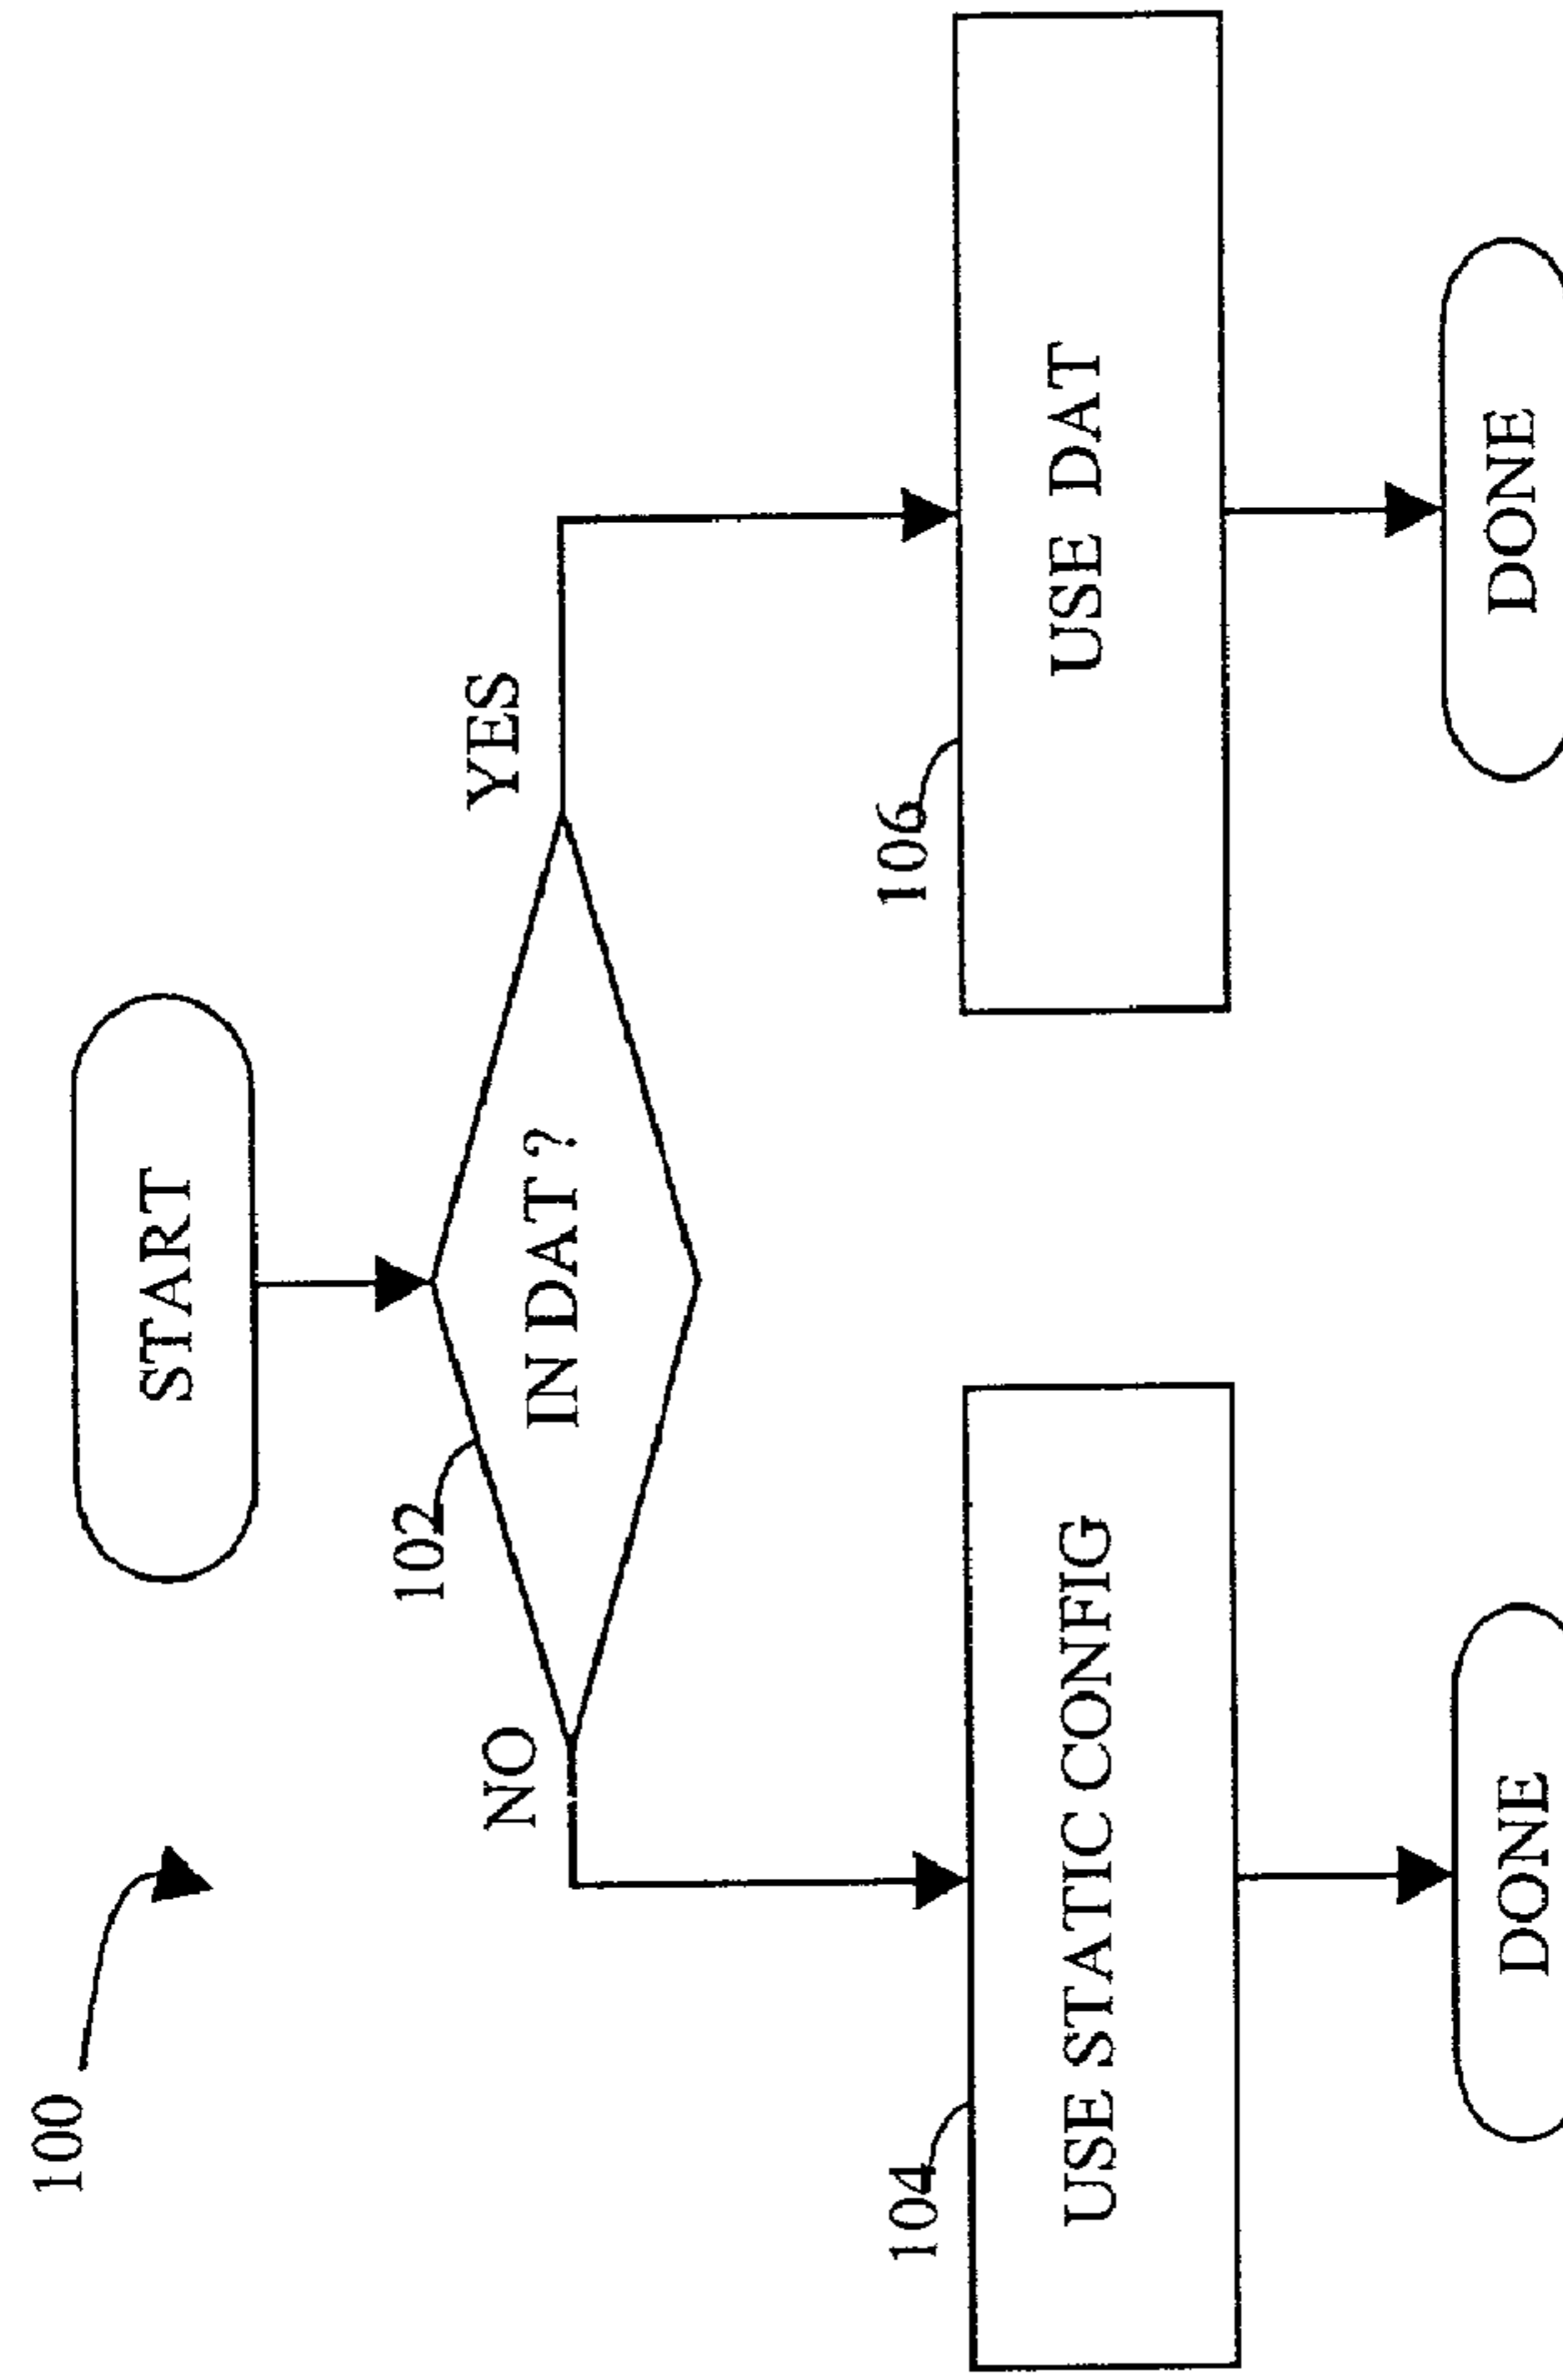 100
START
102
IN DAT?
NO
YES
104
USE STATIC CONFIG
106
USE DAT
DONE
DONE